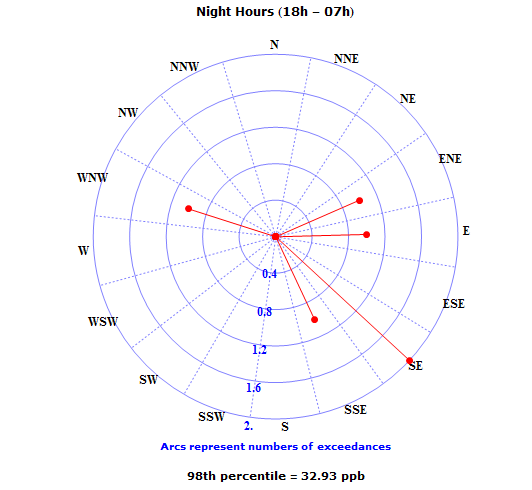 Night Hours (18h – 07h)
N
NNW
NNE
NW
NE
WNW
ENE
W
E
0.4
WSW
0.8
ESE
1.2
SW
1.6
SE
SSW
2.
S
SSE
Arcs represent numbers of exceedances
98th percentile = 32.93 ppb